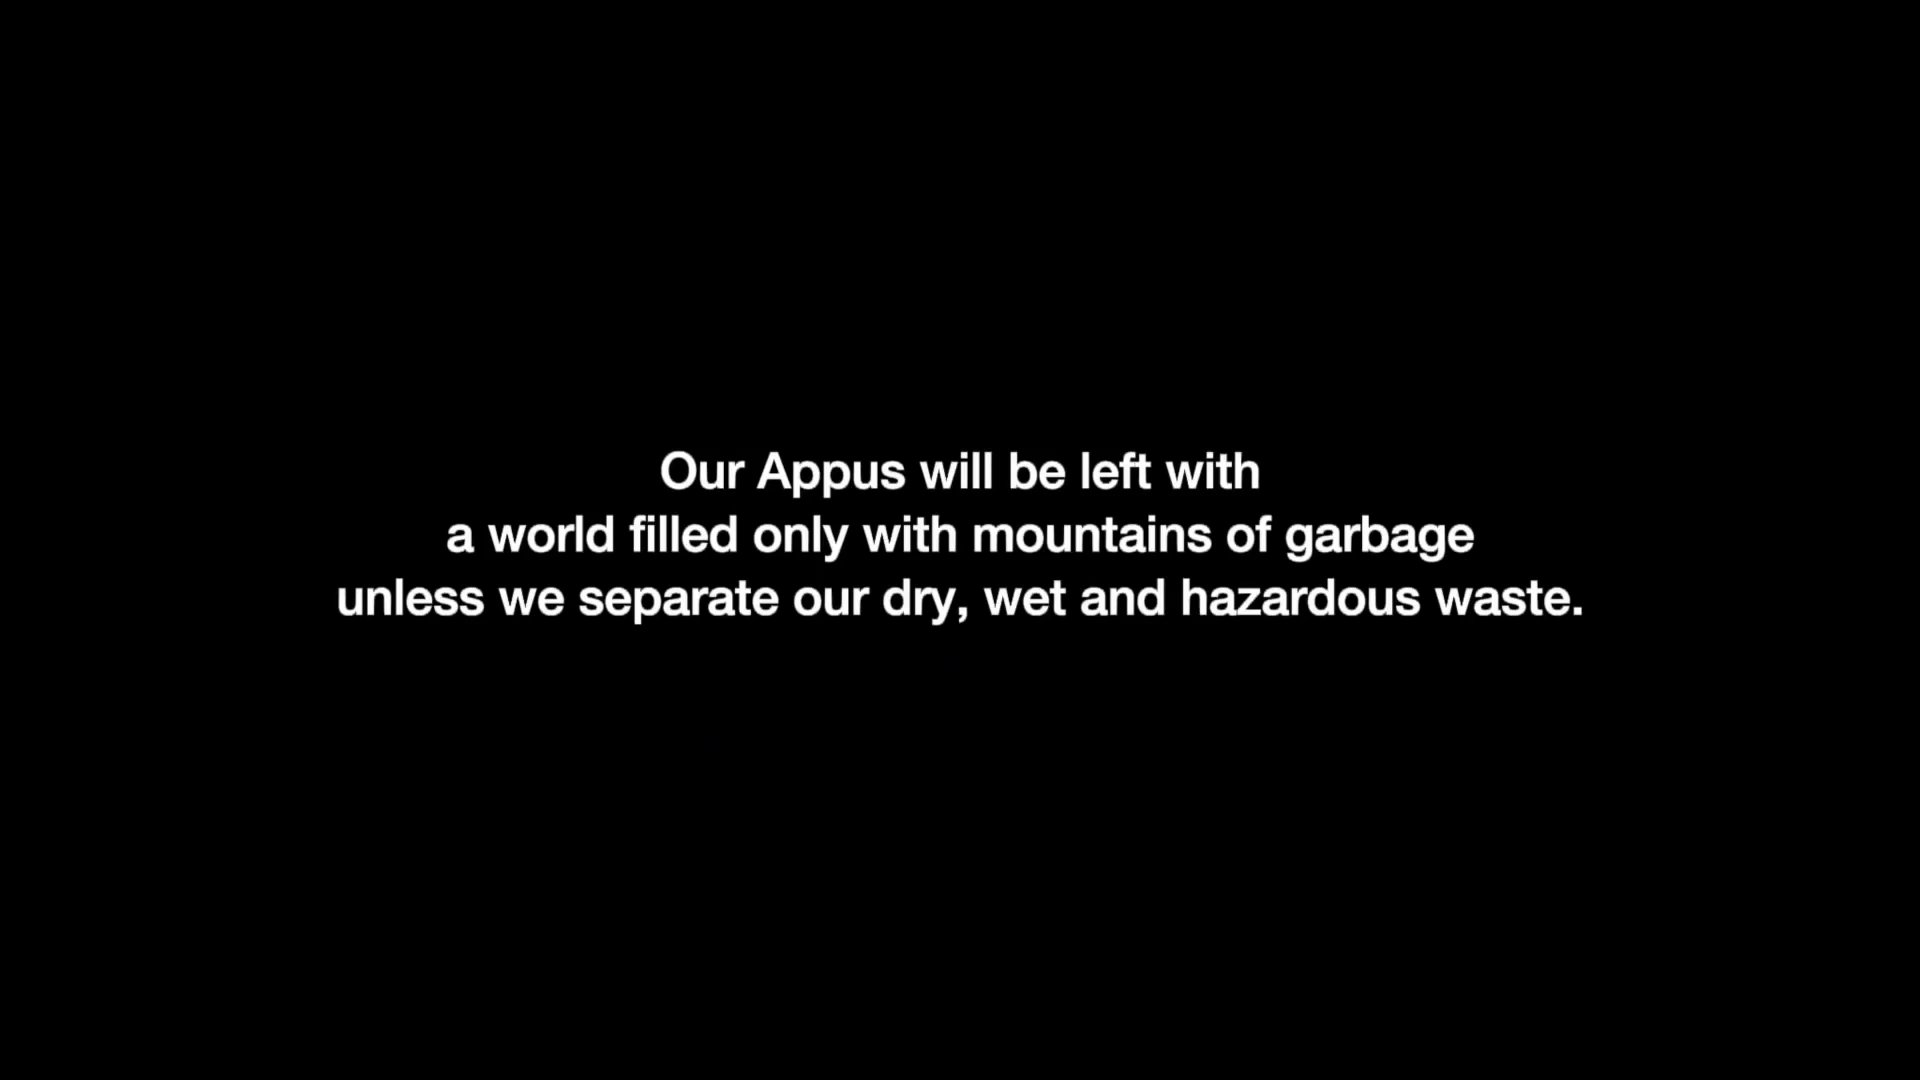 Our Appus will be left with
a world filled only with mountains of garbage
unless we separate our dry, wet and hazardous waste.